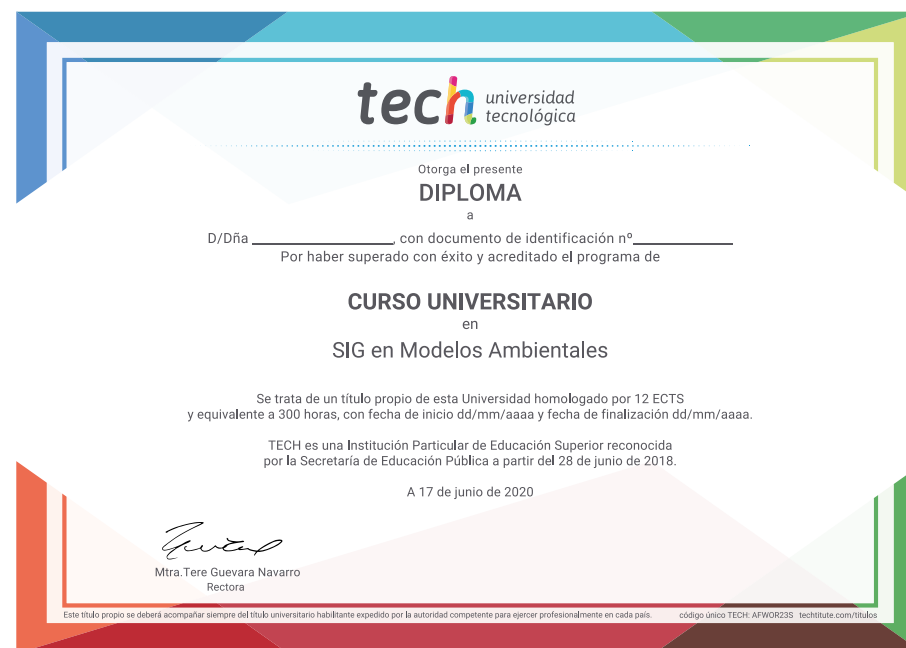 tech universidad
tecnológica
Otorga el presente
DIPLOMA
a
D/Dña ____________, con documento de identificación nº____________
Por haber superado con éxito y acreditado el programa de
CURSO UNIVERSITARIO
en
SIG en Modelos Ambientales
Se trata de un título propio de esta Universidad homologado por 12 ECTS
y equivalente a 300 horas, con fecha de inicio dd/mm/aaaa y fecha de finalización dd/mm/aaaa.
TECH es una Institución Particular de Educación Superior reconocida
por la Secretaría de Educación Pública a partir del 28 de junio de 2018.
A 17 de junio de 2020
Mtra.Tere Guevara Navarro
Rectora
Este título propio se deberá acompañar siempre del título universitario habilitante expedido por la autoridad competente para ejercer profesionalmente en cada país. código único TECH: AFWOR23S techtitute.com/titulos